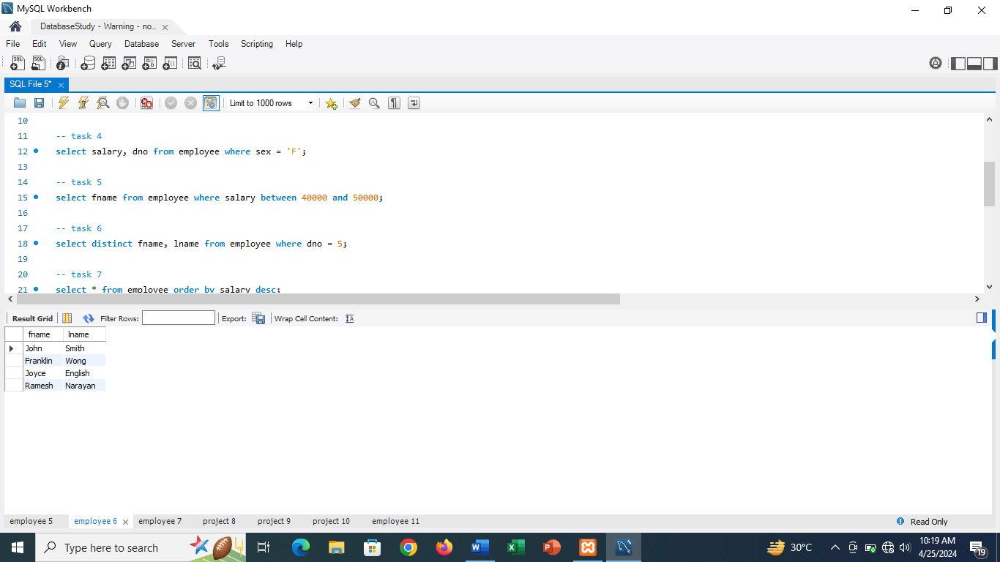 MySQL Workbench
DatabaseStudy - Warning - no...
File Edit View Query Database Server Tools Scripting Help
SQL File 5*
Limit to 1000 rows
10
11 -- task 4
12 select salary, dno from employee where sex = 'F';
13
14 -- task 5
15 select fname from employee where salary between 40000 and 50000;
16
17 -- task 6
18 select distinct fname, lname from employee where dno = 5;
19
20 -- task 7
21 select * from employee order by salary desc;
Result Grid Filter Rows: Export: Wrap Cell Content:
fname lname
John Smith
Franklin Wong
Joyce English
Ramesh Narayan
employee 5 employee 6 employee 7 project 8 project 9 project 10 employee 11 Read Only
Type here to search 30°C 10:19 AM
4/25/2024 19